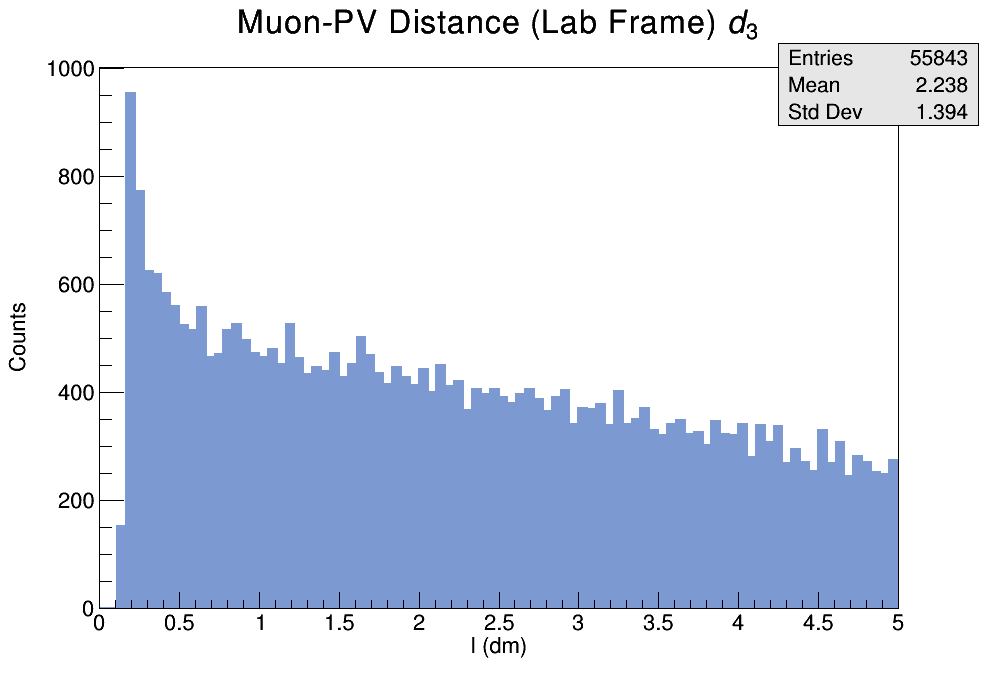 Muon-PV Distance (Lab Frame) d₃
Entries 55843
Mean 2.238
Std Dev 1.394
1000
800
600
400
200
0
Counts
0 0.5 1 1.5 2 2.5 3 3.5 4 4.5 5
l (dm)